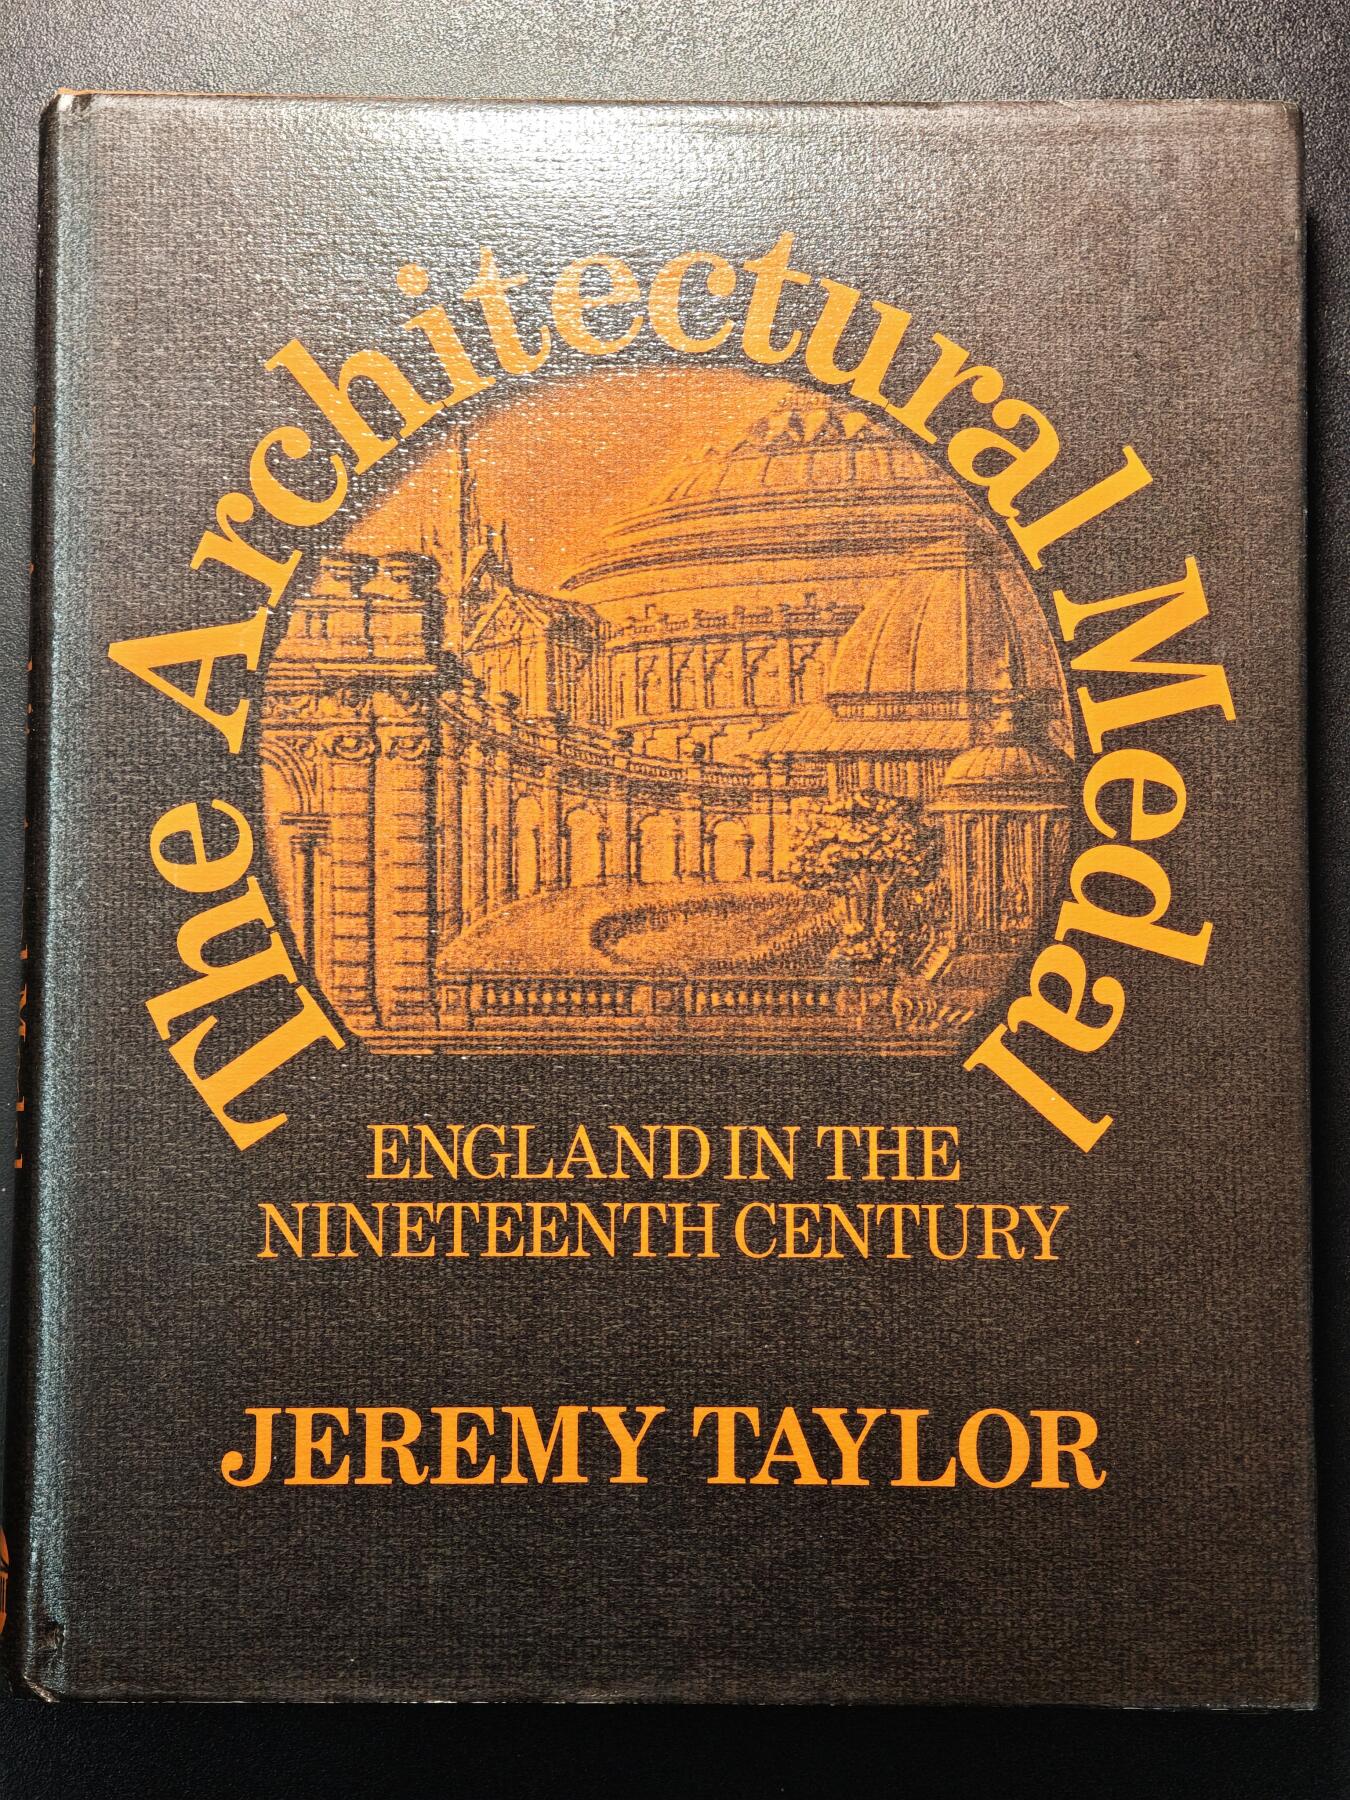 The Architectural Medal
ENGLAND IN THE
NINETEENTH CENTURY
JEREMY TAYLOR